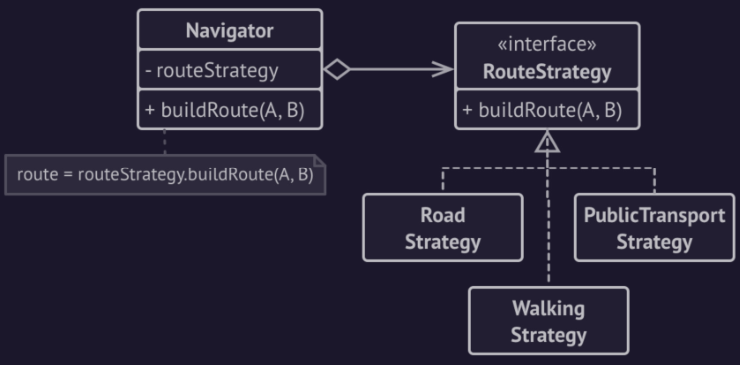 Navigator
- routeStrategy
+ buildRoute(A, B)
route = routeStrategy.buildRoute(A, B)
«interface»
RouteStrategy
+ buildRoute(A, B)
Road
Strategy
PublicTransport
Strategy
Walking
Strategy